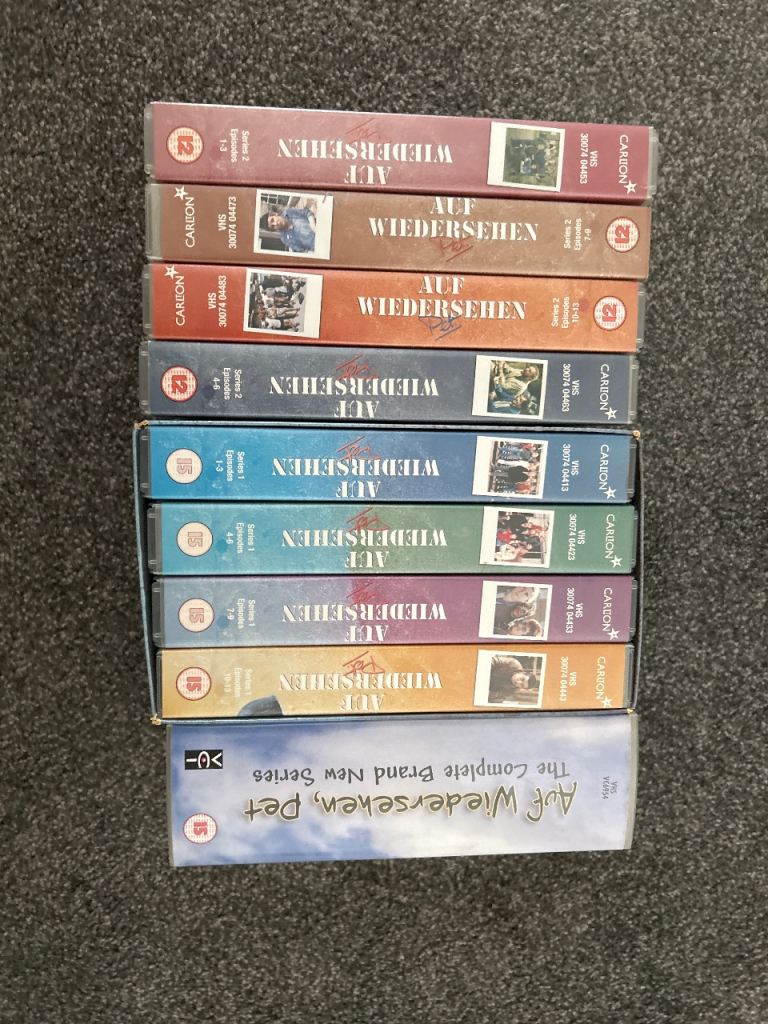 Series 2
Episodes
1-3
12
AUF
WIEDERSEHEN
Pet
VHS
30074 04453
CARLTON
CARLTON
VHS
30074 04473
AUF
WIEDERSEHEN
Pet
Series 2
Episodes
7-9
12
CARLTON
VHS
30074 04483
AUF
WIEDERSEHEN
Pet
Series 2
Episodes
10-13
12
12
Series 2
Episodes
4-6
AUF
WIEDERSEHEN
Pet
VHS
30074 04463
CARLTON
15
Series 1
Episodes
1-3
AUF
WIEDERSEHEN
Pet
VHS
30074 04413
CARLTON
15
Series 1
Episodes
4-6
AUF
WIEDERSEHEN
Pet
VHS
30074 04423
CARLTON
15
Series 1
Episodes
7-9
AUF
WIEDERSEHEN
Pet
VHS
30074 04433
CARLTON
15
Series 1
Episodes
10-13
AUF
WIEDERSEHEN
Pet
VHS
30074 04443
CARLTON
15
VCI
Auf Wiedersehen, Pet
The Complete Brand New Series
VHS
VC6954